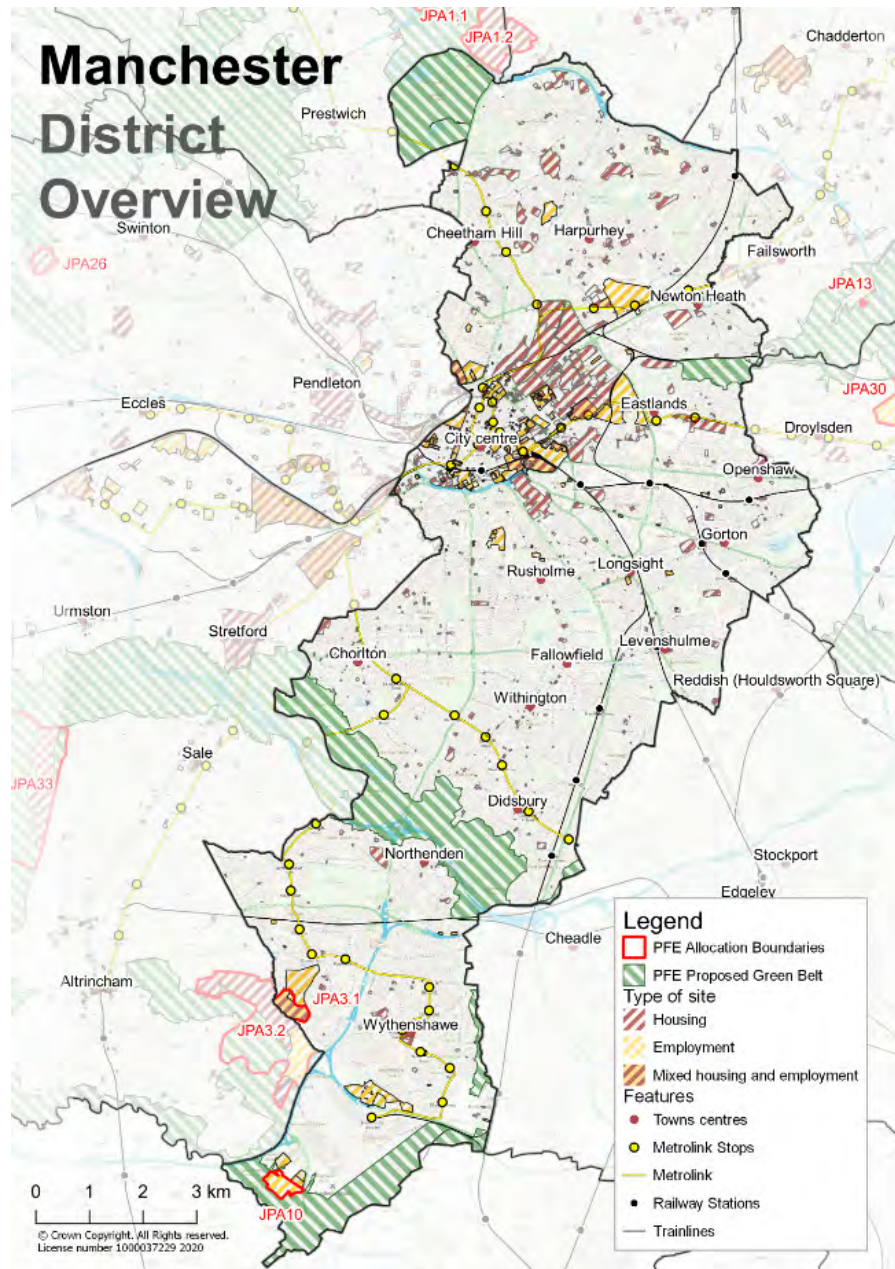 Manchester
District
Overview
JPA1.1
JPA1.2
Chadderton
Prestwich
Swinton
Cheetham Hill
Harpurhey
Failsworth
JPA26
JPA13
Newton Heath
Pendleton
JPA30
Eccles
Eastlands
Droylsden
City centre
Openshaw
Gorton
Rusholme
Longsight
Urmston
Stretford
Levenshulme
Chorlton
Fallowfield
Reddish (Houldsworth Square)
Withington
Sale
JPA33
Didsbury
Northenden
Stockport
Edgeley
Cheadle
Altrincham
JPA3.1
JPA3.2
Wythenshawe
JPA10
Legend
PFE Allocation Boundaries
PFE Proposed Green Belt
Type of site
Housing
Employment
Mixed housing and employment
Features
Towns centres
Metrolink Stops
Metrolink
Railway Stations
Trainlines
0 1 2 3 km
© Crown Copyright. All Rights reserved.
License number 1000037229 2020